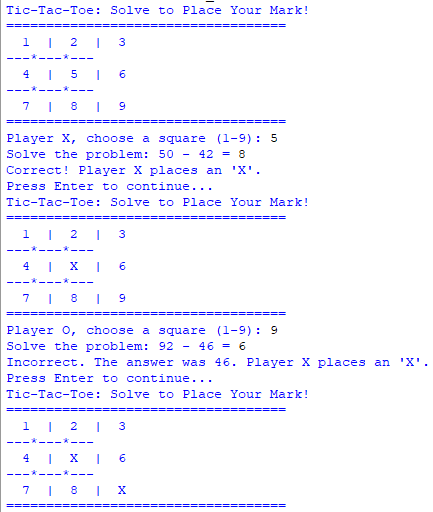 Tic-Tac-Toe: Solve to Place Your Mark!
===================================
  1  |  2  |  3
---*---*---
  4  |  5  |  6
---*---*---
  7  |  8  |  9
===================================
Player X, choose a square (1-9): 5
Solve the problem: 50 - 42 = 8
Correct! Player X places an 'X'.
Press Enter to continue...
Tic-Tac-Toe: Solve to Place Your Mark!
===================================
  1  |  2  |  3
---*---*---
  4  |  X  |  6
---*---*---
  7  |  8  |  9
===================================
Player O, choose a square (1-9): 9
Solve the problem: 92 - 46 = 6
Incorrect. The answer was 46. Player X places an 'X'.
Press Enter to continue...
Tic-Tac-Toe: Solve to Place Your Mark!
===================================
  1  |  2  |  3
---*---*---
  4  |  X  |  6
---*---*---
  7  |  8  |  X
===================================